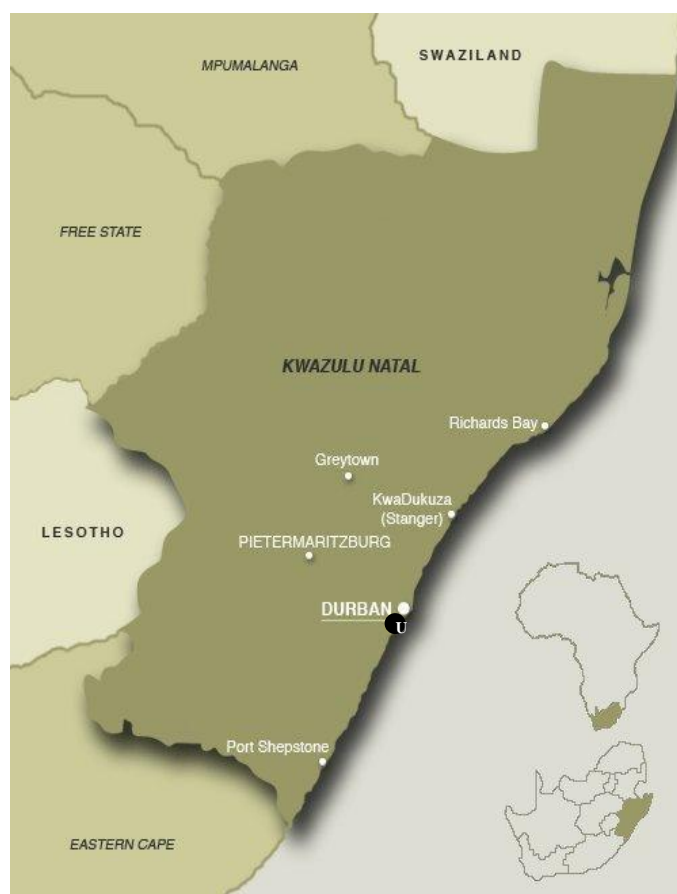 SWAZILAND
MPUMALANGA
FREE STATE
KWAZULU NATAL
Richards Bay
Greytown
KwaDukuza
(Stanger)
LESOTHO
PIETERMARITZBURG
DURBAN
U
Port Shepstone
EASTERN CAPE